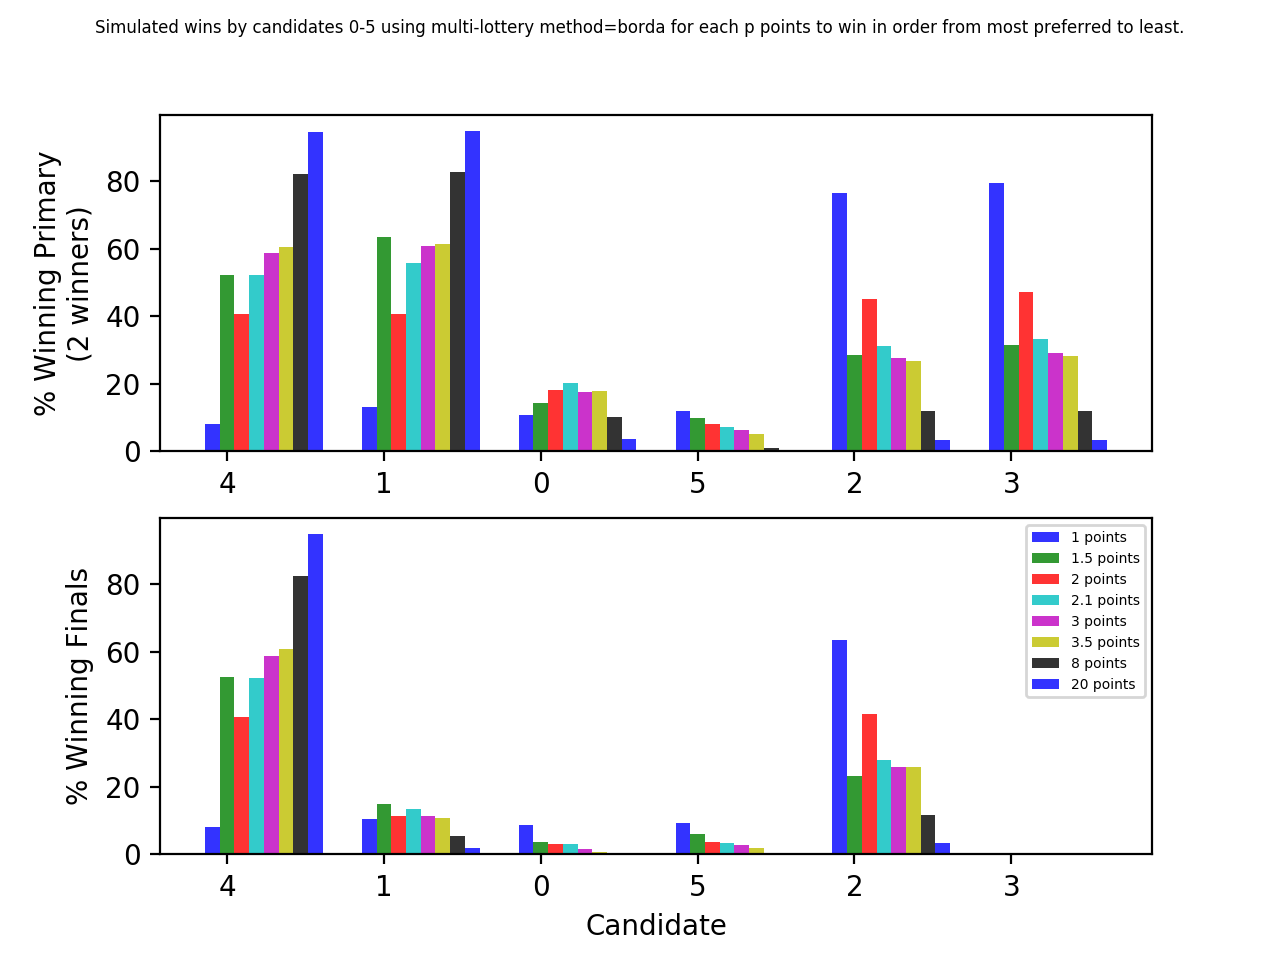 Simulated wins by candidates 0-5 using multi-lottery method=borda for each p points to win in order from most preferred to least.
% Winning Primary
(2 winners)
80
60
40
20
0
4 1 0 5 2 3
% Winning Finals
80
60
40
20
0
1 points
1.5 points
2 points
2.1 points
3 points
3.5 points
8 points
20 points
4 1 0 5 2 3
Candidate